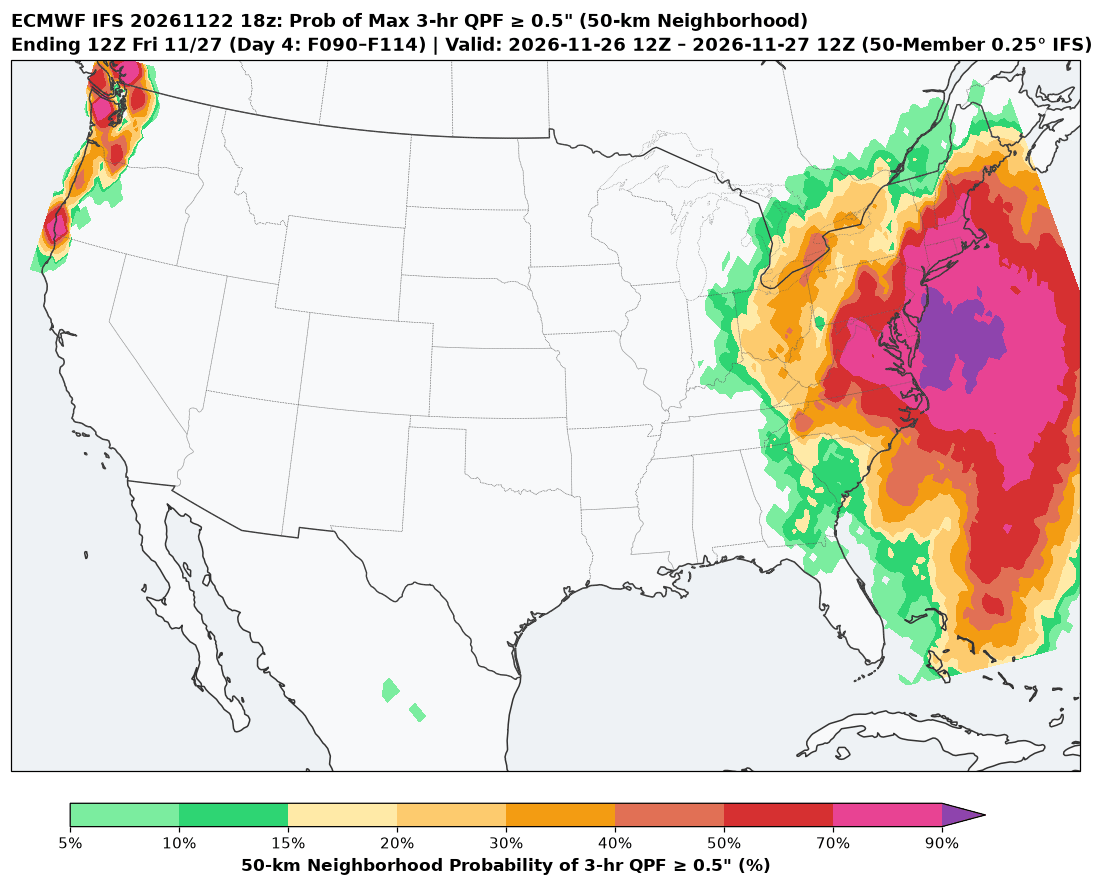 ECMWF IFS 20261122 18z: Prob of Max 3-hr QPF ≥ 0.5" (50-km Neighborhood)
Ending 12Z Fri 11/27 (Day 4: F090–F114) | Valid: 2026-11-26 12Z – 2026-11-27 12Z (50-Member 0.25° IFS)
5% 10% 15% 20% 30% 40% 50% 70% 90%
50-km Neighborhood Probability of 3-hr QPF ≥ 0.5" (%)